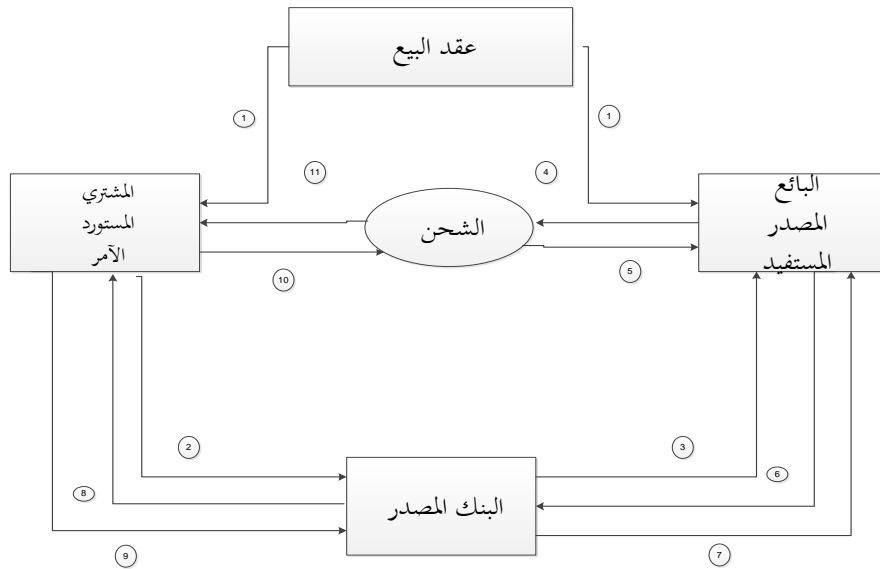 عقد البيع
1
1
11
4
البائع
المصدر
المستفيد
المشتري
المستورد
الآمر
الشحن
5
10
2
3
6
8
البنك المصدر
9
7